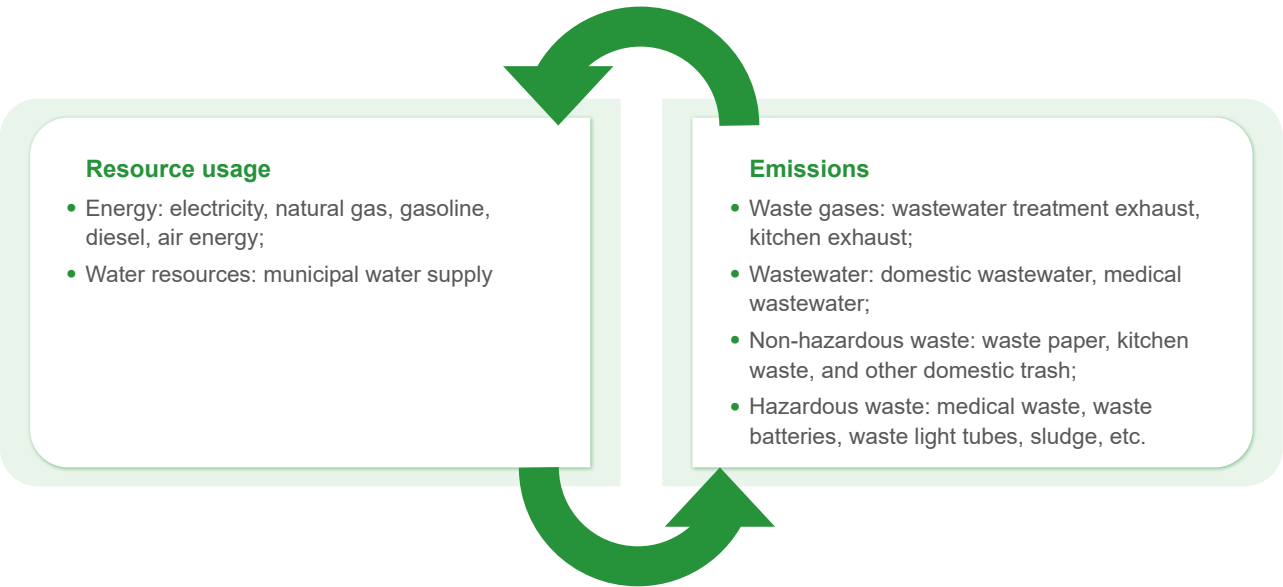 Resource usage
• Energy: electricity, natural gas, gasoline,
diesel, air energy;
• Water resources: municipal water supply
Emissions
• Waste gases: wastewater treatment exhaust,
kitchen exhaust;
• Wastewater: domestic wastewater, medical
wastewater;
• Non-hazardous waste: waste paper, kitchen
waste, and other domestic trash;
• Hazardous waste: medical waste, waste
batteries, waste light tubes, sludge, etc.